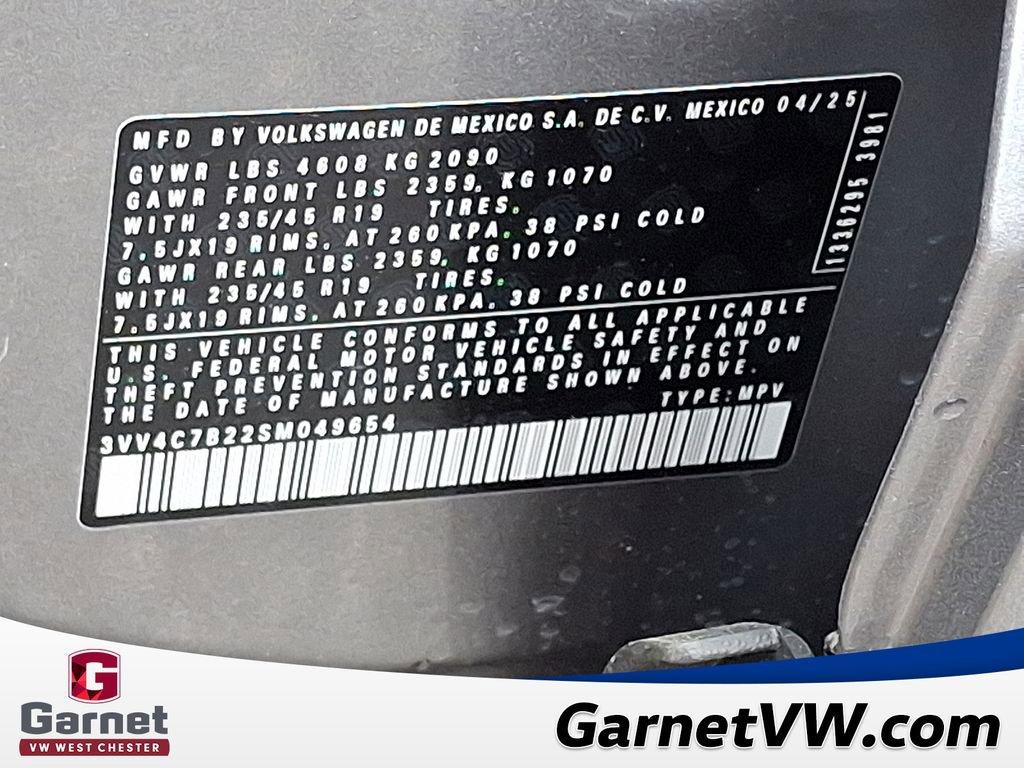 MFD BY VOLKSWAGEN DE MEXICO S.A. DE C.V. MEXICO 04/25
GVWR LBS 4608 KG 2090
GAWR FRONT LBS 2359, KG 1070
WITH 235/45 R19 TIRES.
7.5JX19 RIMS. AT 260 KPA. 38 PSI COLD
GAWR REAR LBS 2359, KG 1070
WITH 235/45 R19 TIRES.
7.5JX19 RIMS. AT 260 KPA. 38 PSI COLD
1336295 3981
THIS VEHICLE CONFORMS TO ALL APPLICABLE
U.S. FEDERAL MOTOR VEHICLE SAFETY AND
THEFT PREVENTION STANDARDS IN EFFECT ON
THE DATE OF MANUFACTURE SHOWN ABOVE.
TYPE: MPV
3VV4C7B22SM049654
G
Garnet
VW WEST CHESTER
GarnetVW.com